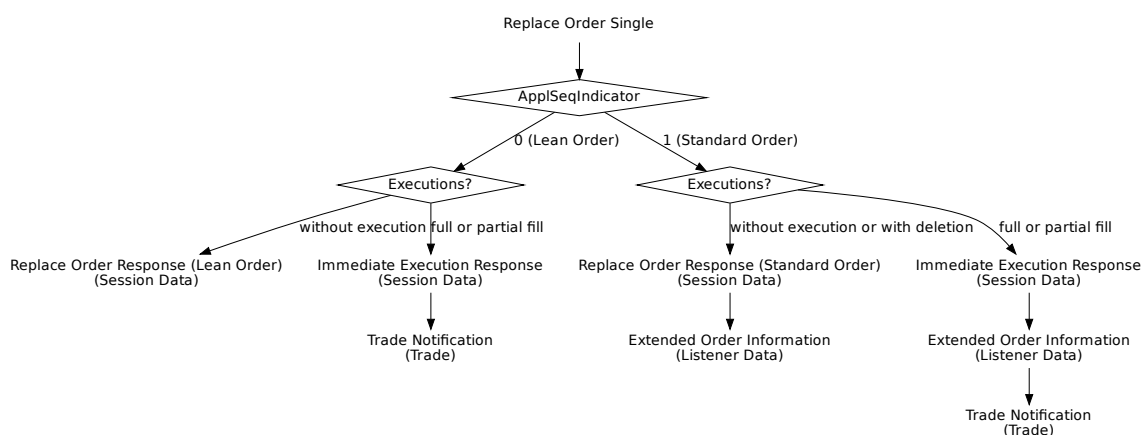 Replace Order Single
ApplSeqIndicator
0 (Lean Order)
1 (Standard Order)
Executions?
Executions?
without execution
full or partial fill
without execution or with deletion
full or partial fill
Replace Order Response (Lean Order)
(Session Data)
Immediate Execution Response
(Session Data)
Replace Order Response (Standard Order)
(Session Data)
Immediate Execution Response
(Session Data)
Trade Notification
(Trade)
Extended Order Information
(Listener Data)
Extended Order Information
(Listener Data)
Trade Notification
(Trade)